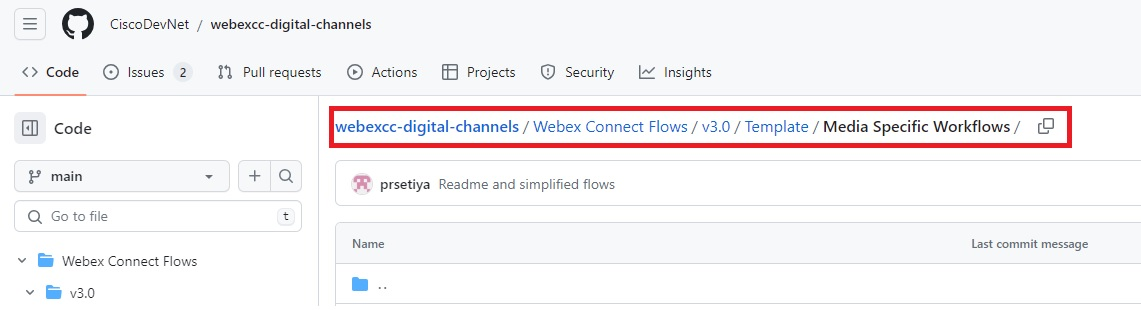 CiscoDevNet / webexcc-digital-channels
Code Issues 2 Pull requests Actions Projects Security Insights
Code
webexcc-digital-channels / Webex Connect Flows / v3.0 / Template / Media Specific Workflows /
main
prsetiya Readme and simplified flows
Go to file t
Name Last commit message
Webex Connect Flows
..
v3.0